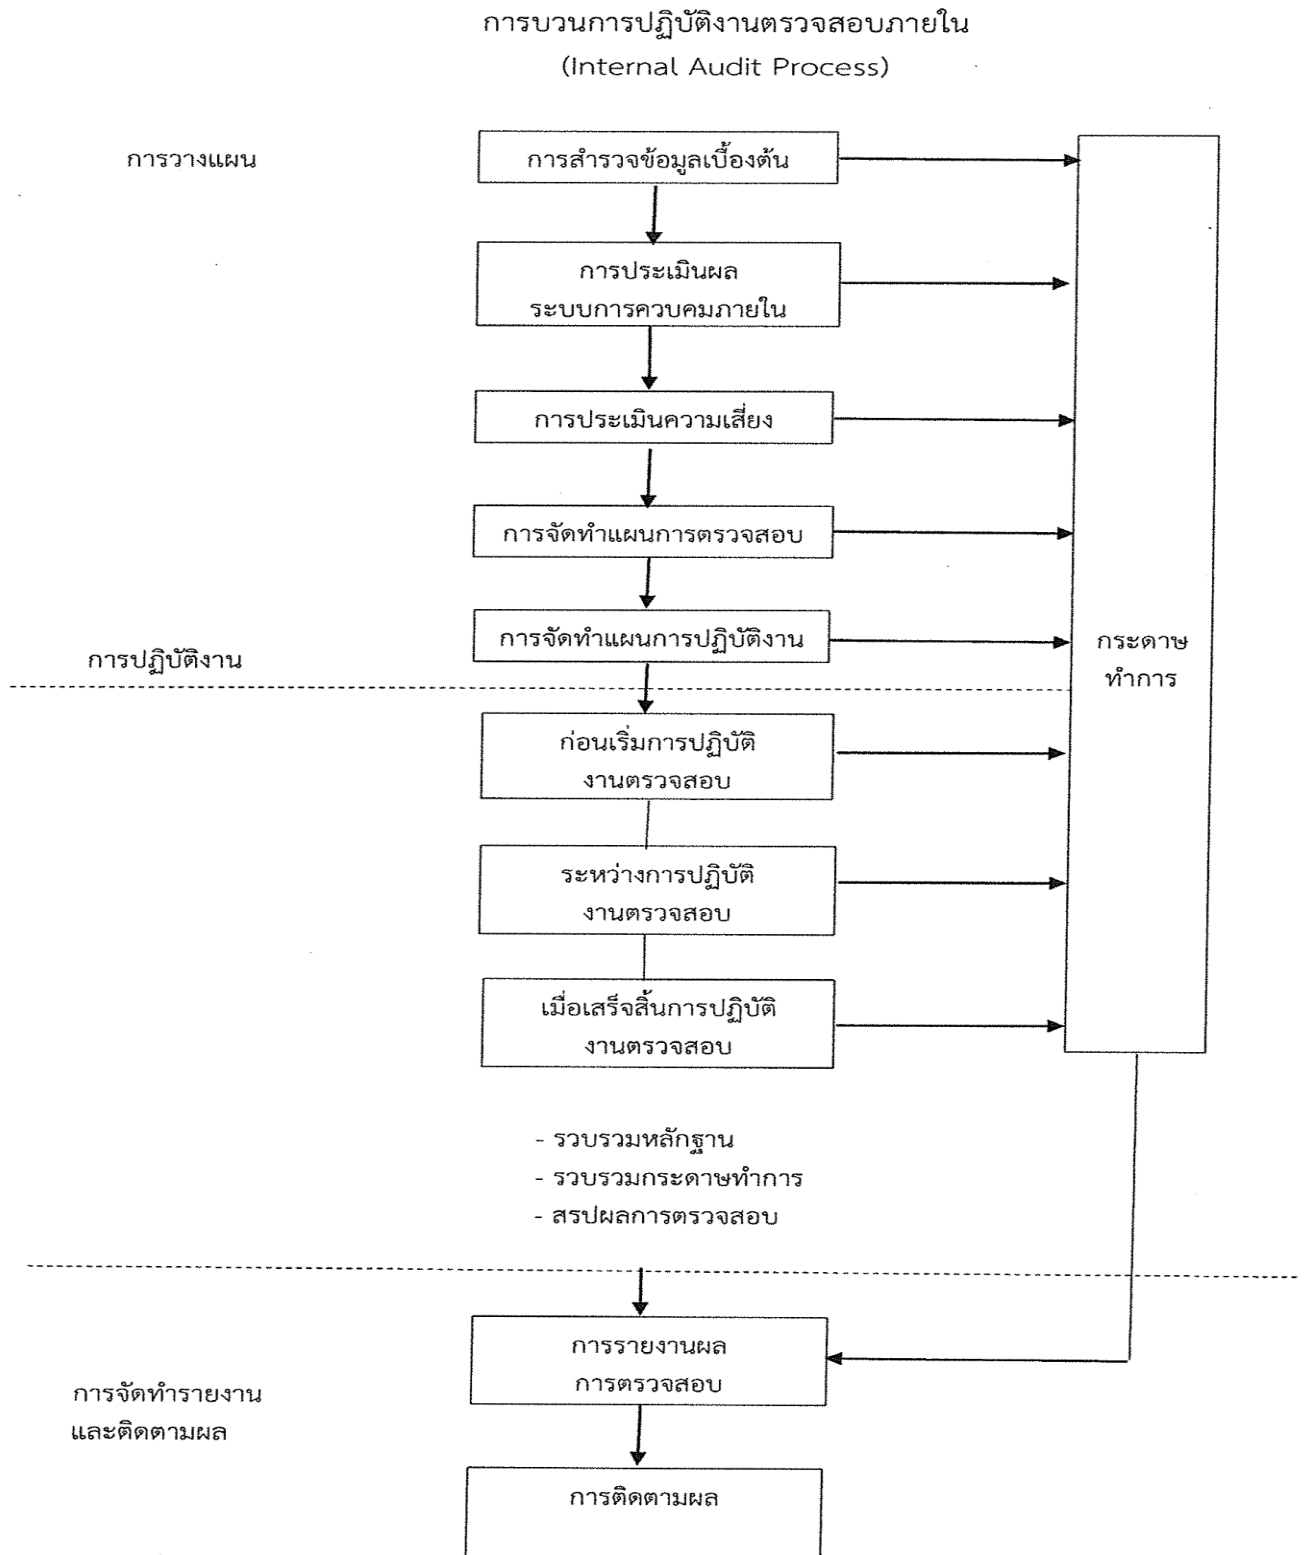 การบวนการปฏิบัติงานตรวจสอบภายใน
(Internal Audit Process)
การวางแผน
การสำรวจข้อมูลเบื้องต้น
การประเมินผล
ระบบการควบคมภายใน
การประเมินความเสี่ยง
การจัดทำแผนการตรวจสอบ
การจัดทำแผนการปฏิบัติงาน
กระดาษ
ทำการ
การปฏิบัติงาน
ก่อนเริ่มการปฏิบัติ
งานตรวจสอบ
ระหว่างการปฏิบัติ
งานตรวจสอบ
เมื่อเสร็จสิ้นการปฏิบัติ
งานตรวจสอบ
- รวบรวมหลักฐาน
- รวบรวมกระดาษทำการ
- สรปผลการตรวจสอบ
การรายงานผล
การตรวจสอบ
การจัดทำรายงาน
และติดตามผล
การติดตามผล